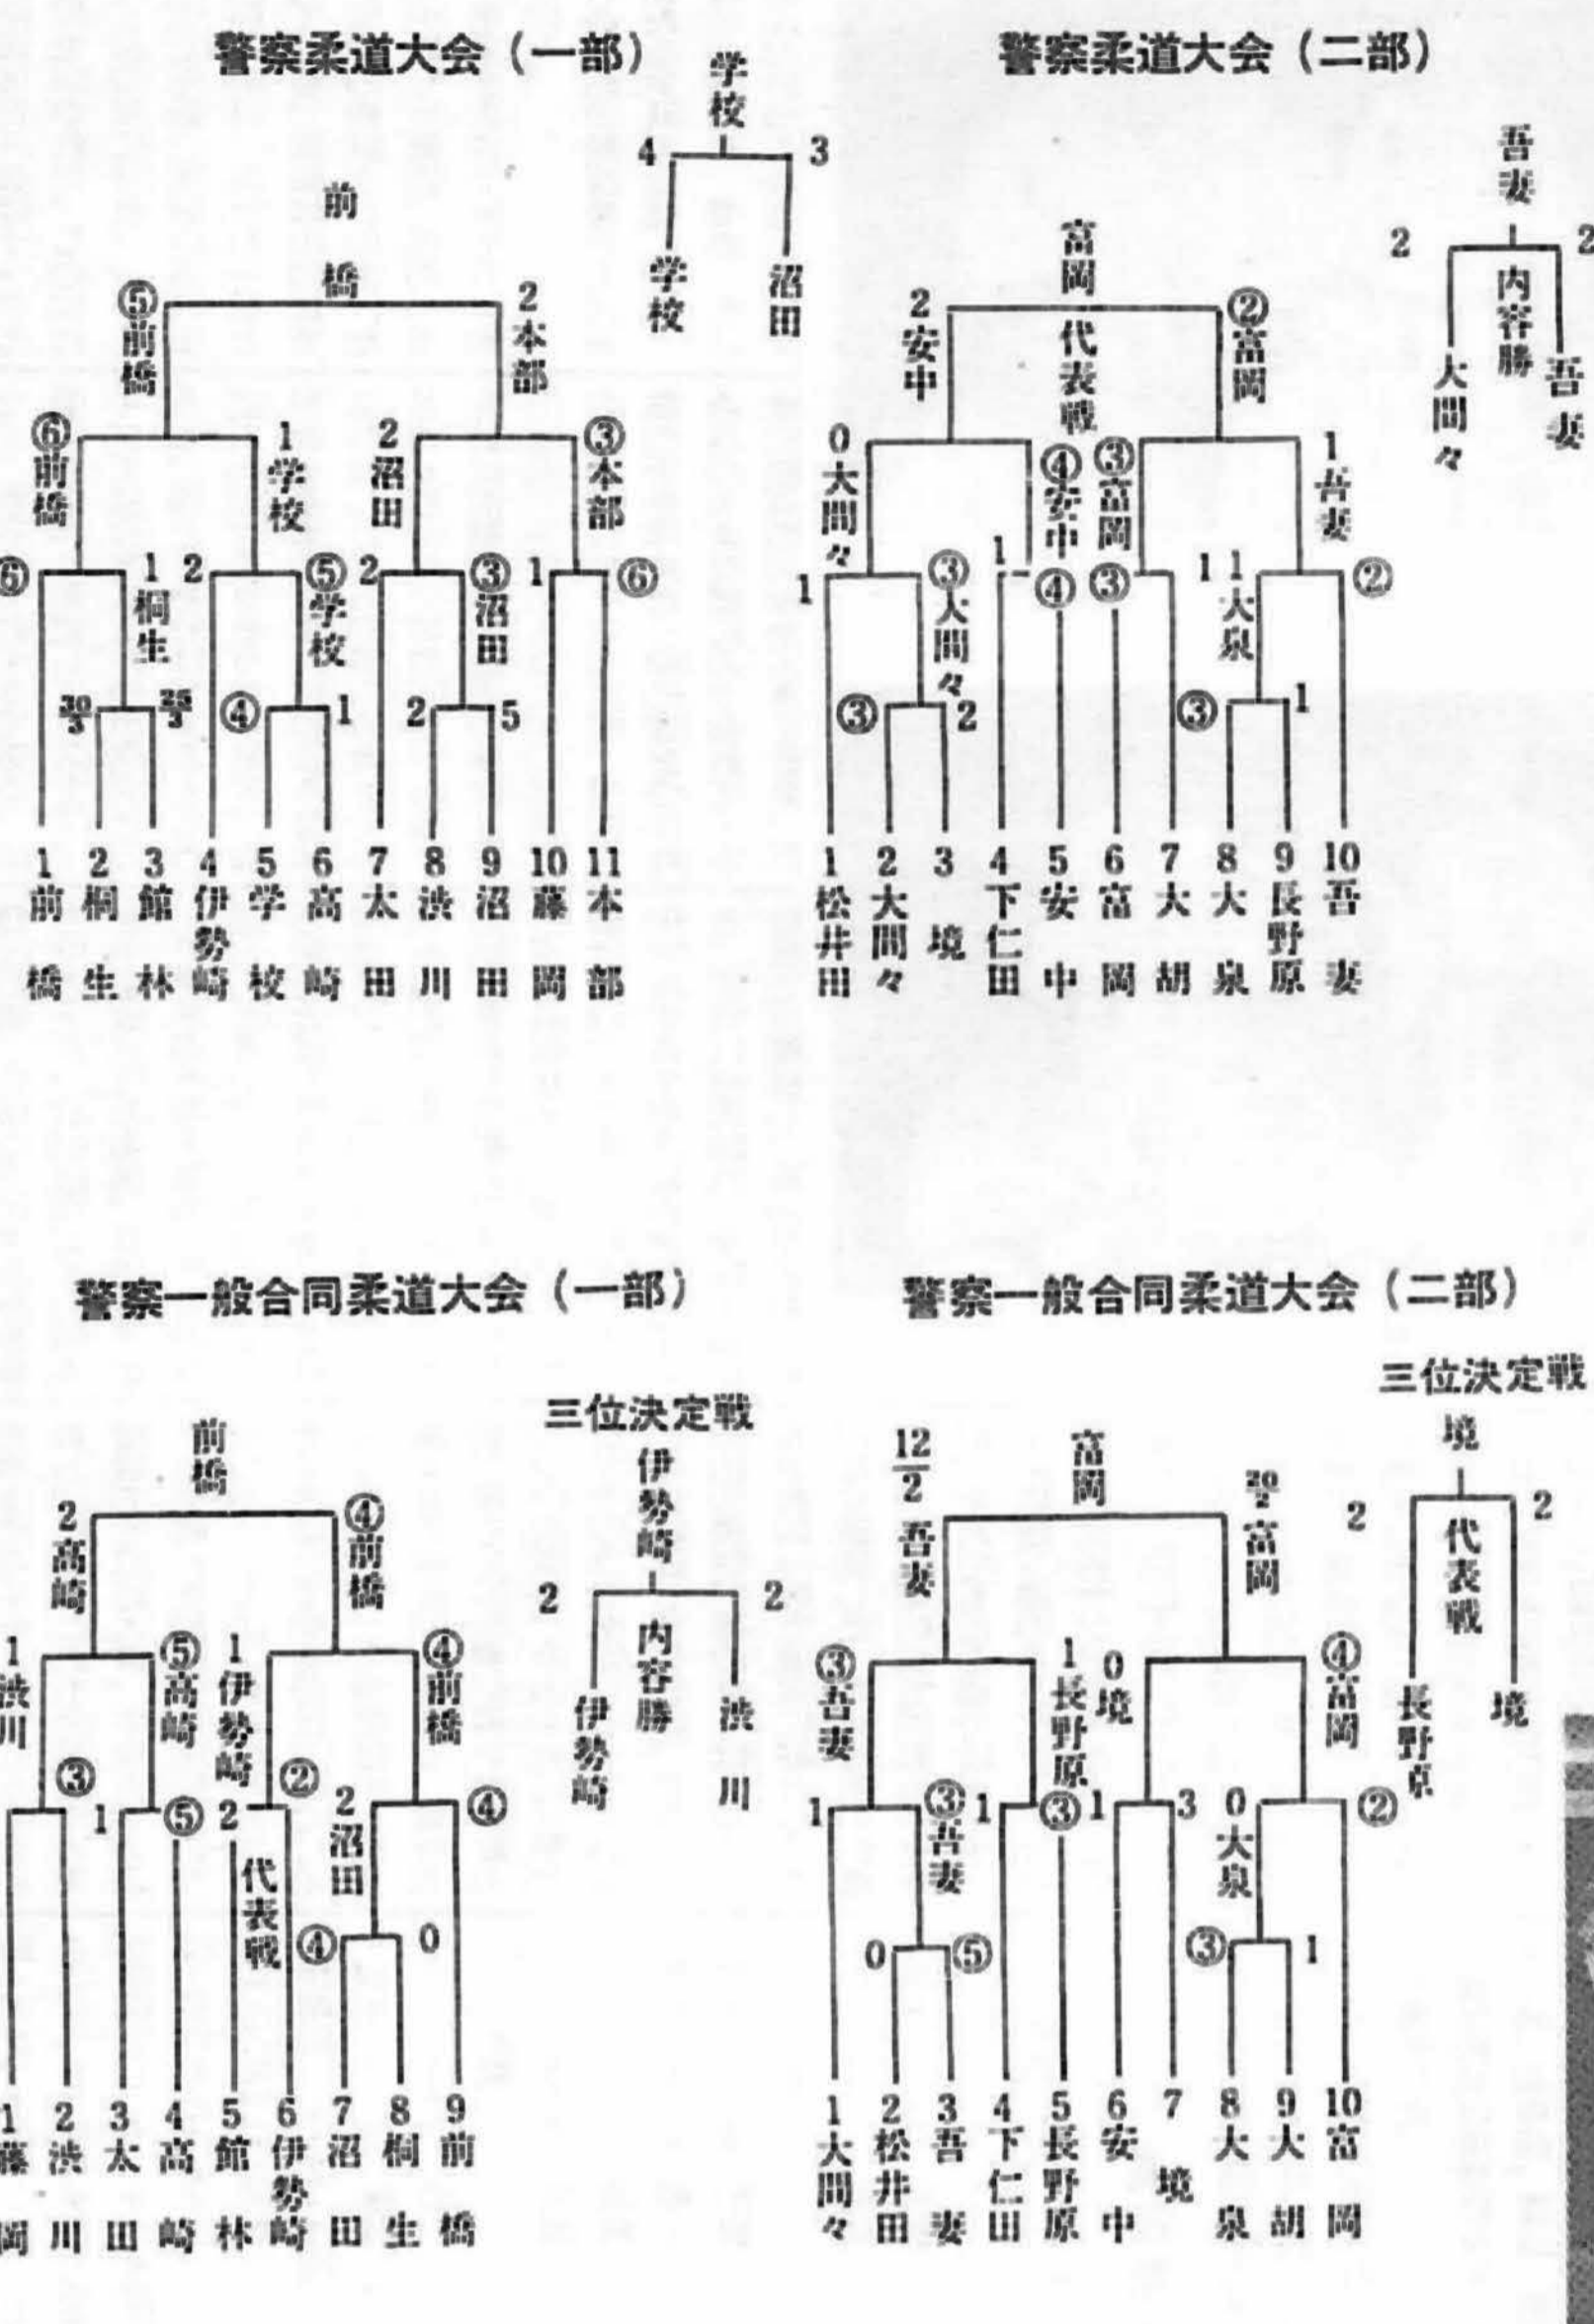 警察柔道大会（一部）
学校
4 3
学校
沼田
前橋
⑤前橋
2本部
⑥前橋
1学校
2沼田
③本部
⑥
1桐生
2
⑤学校
2
③沼田
1
⑥
④
1
2
5
1前橋
2桐生
3館林
4伊勢崎
5学校
6高崎
7太田
8渋川
9沼田
10藤岡
11本部
警察柔道大会（二部）
吾妻
2 2
内容勝
大間々
吾妻
富岡
代表戦
2安中
②富岡
0大間々
④安中
③富岡
1吾妻
1
③大間々
1
④
③
1
1大泉
②
③
2
③
1
1松井田
2大間々
3境
4下仁田
5安中
6富岡
7大胡
8大泉
9長野原
10吾妻
警察一般合同柔道大会（一部）
三位決定戦
伊勢崎
2 2
内容勝
伊勢崎
渋川
前橋
2高崎
④前橋
1渋川
⑤高崎
1伊勢崎
④前橋
③
1
⑤
2
②
代表戦
2沼田
④
④
0
1藤岡
2渋川
3太田
4高崎
5館林
6伊勢崎
7沼田
8桐生
9前橋
警察一般合同柔道大会（二部）
三位決定戦
境
2 2
代表戦
長野原
境
富岡
12/2
吾妻
富岡
③吾妻
1長野原
0境
④富岡
1
③吾妻
1
③
1
3
0大泉
②
0
⑤
③
1
1大間々
2松井田
3吾妻
4下仁田
5長野原
6安中
7境
8大泉
9大胡
10富岡